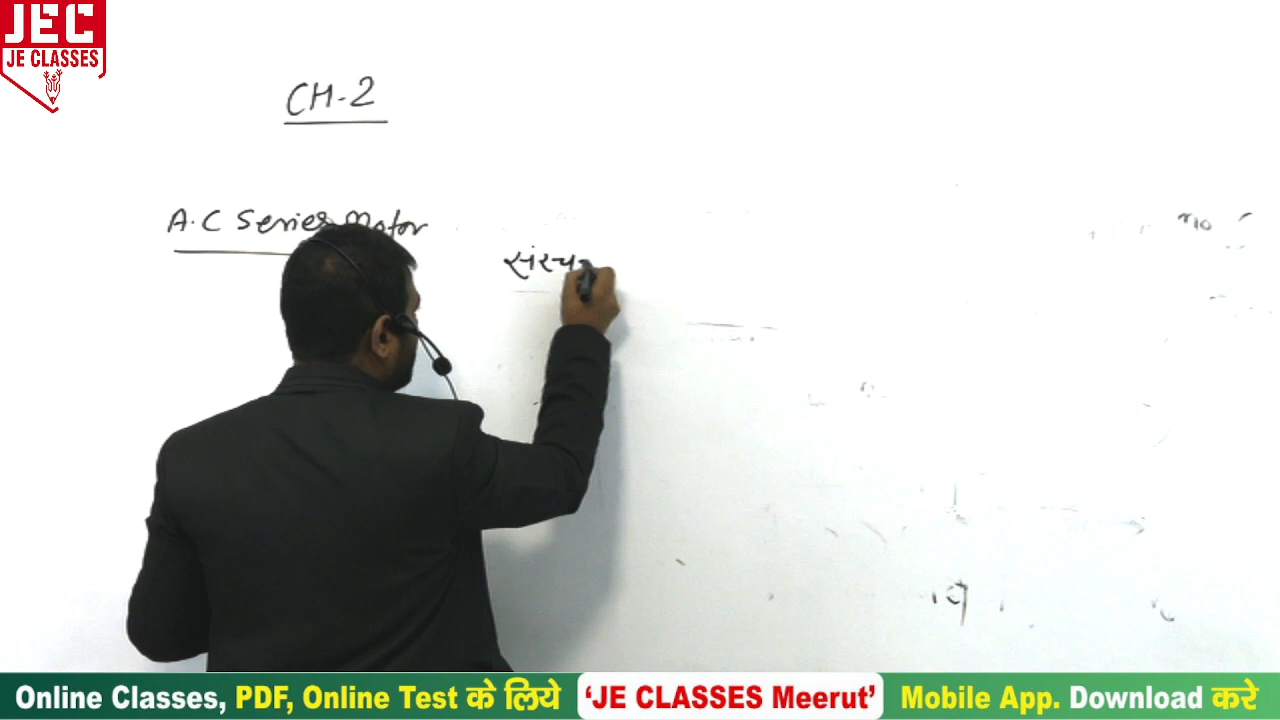 JEC
JE CLASSES
CH-2
A.C Series Motor
Online Classes, PDF, Online Test के लिये 'JE CLASSES Meerut' Mobile App. Download करे